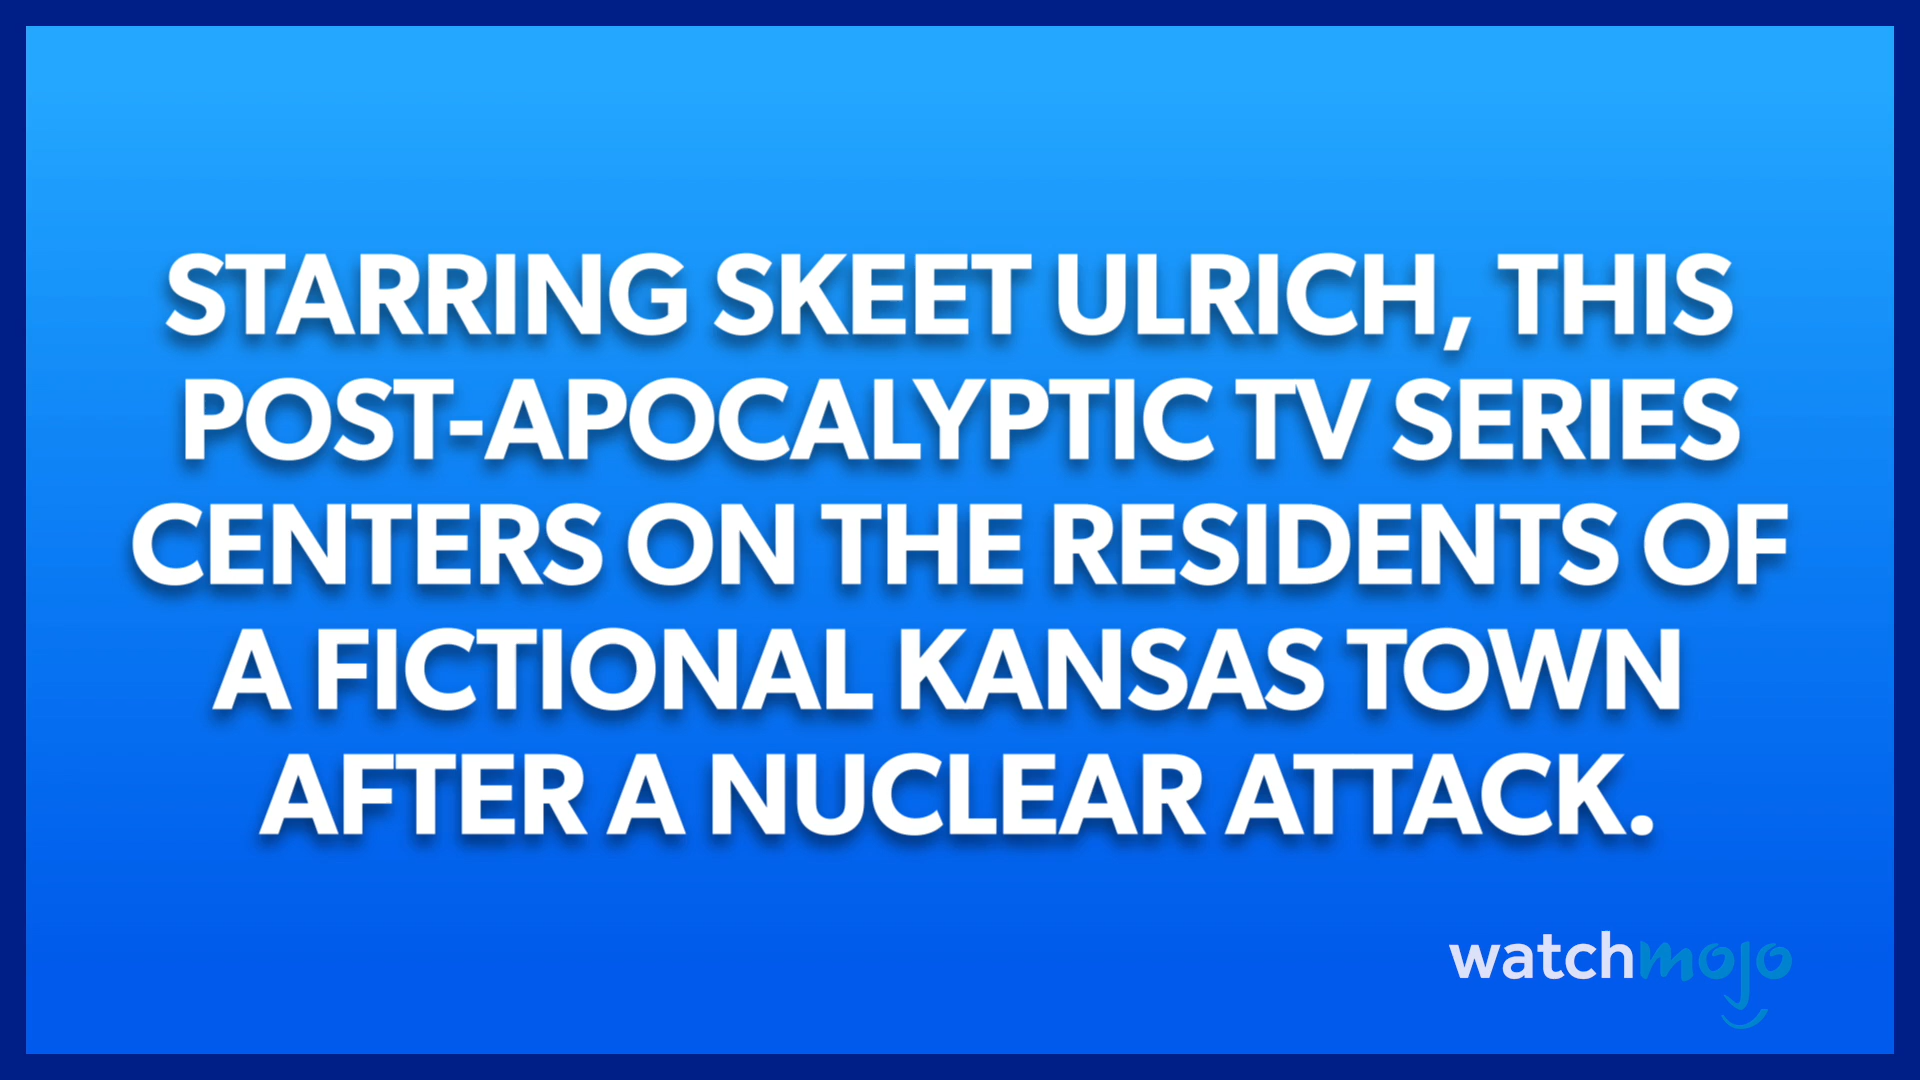 STARRING SKEET ULRICH, THIS
POST-APOCALYPTIC TV SERIES
CENTERS ON THE RESIDENTS OF
A FICTIONAL KANSAS TOWN
AFTER A NUCLEAR ATTACK.
watchmojo